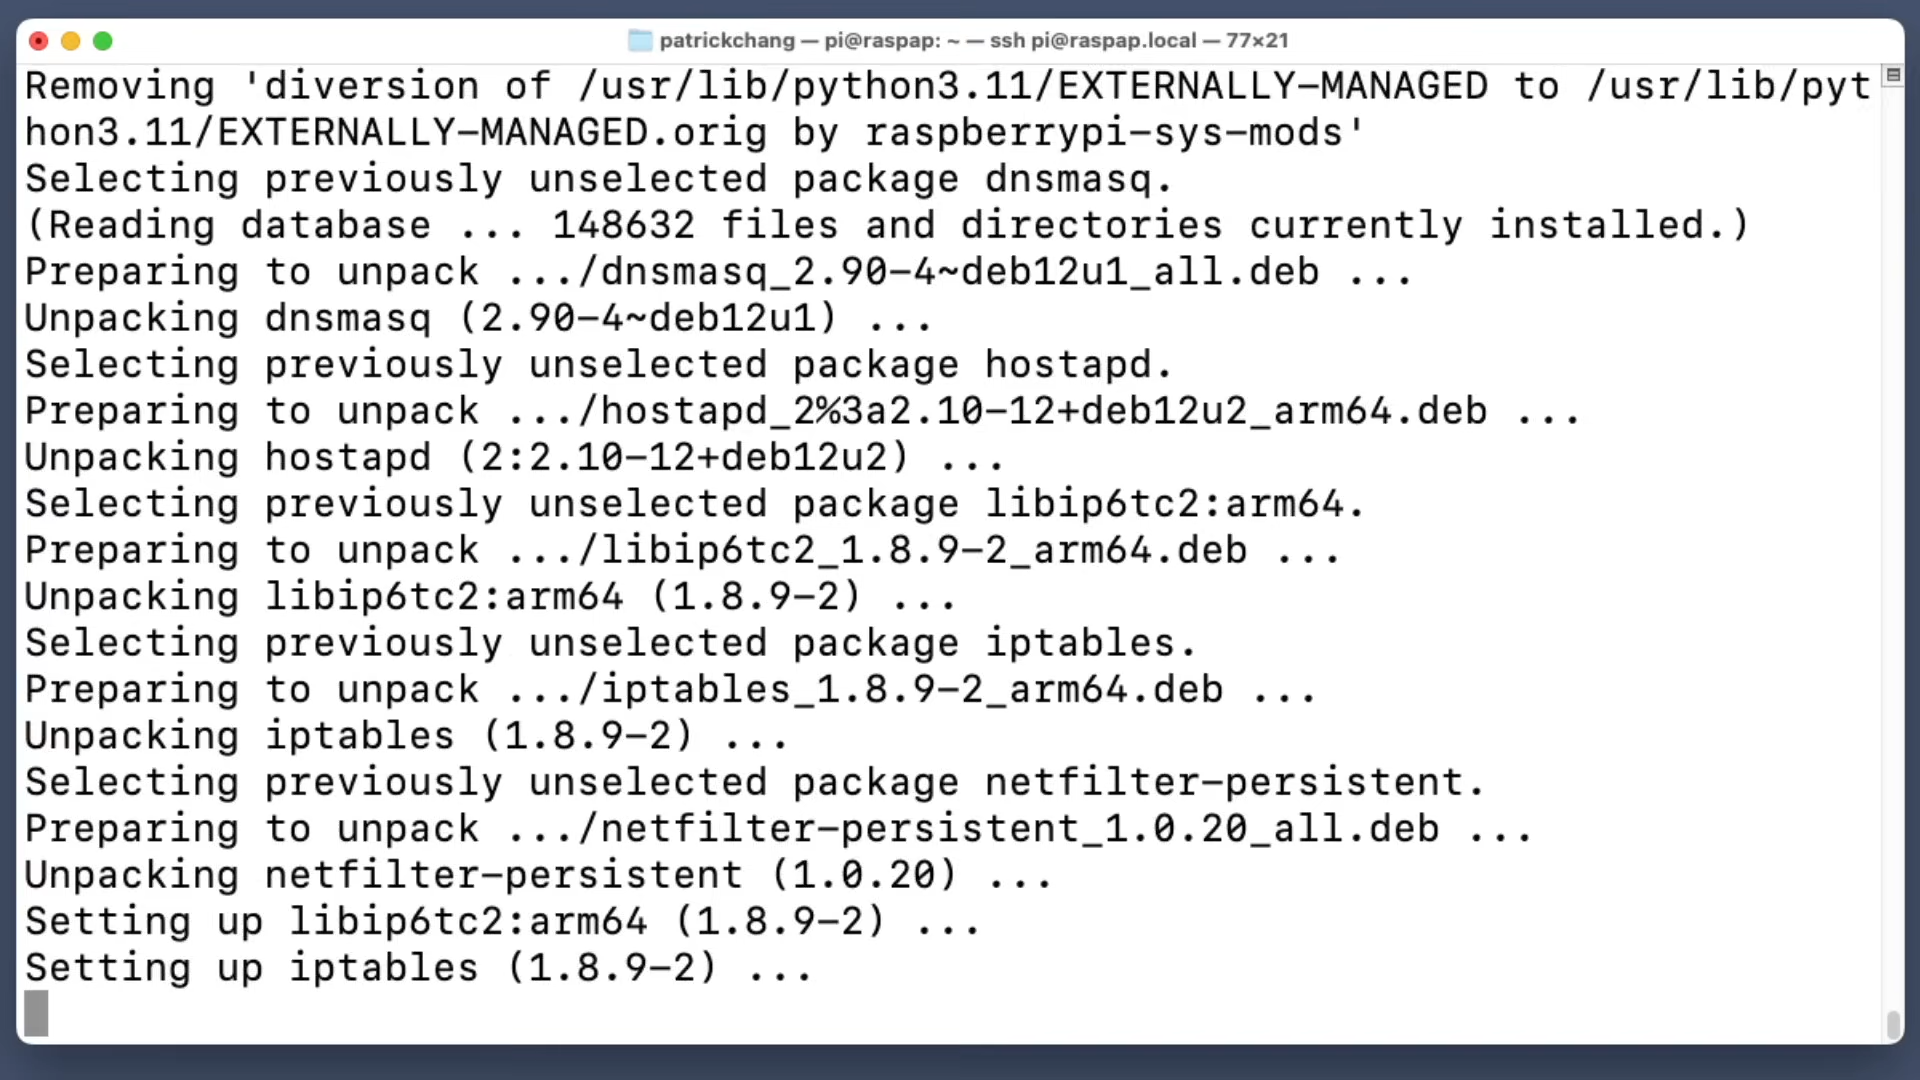 patrickchang — pi@raspap: ~ — ssh pi@raspap.local — 77×21
Removing 'diversion of /usr/lib/python3.11/EXTERNALLY-MANAGED to /usr/lib/pyt
hon3.11/EXTERNALLY-MANAGED.orig by raspberrypi-sys-mods'
Selecting previously unselected package dnsmasq.
(Reading database ... 148632 files and directories currently installed.)
Preparing to unpack .../dnsmasq_2.90-4~deb12u1_all.deb ...
Unpacking dnsmasq (2.90-4~deb12u1) ...
Selecting previously unselected package hostapd.
Preparing to unpack .../hostapd_2%3a2.10-12+deb12u2_arm64.deb ...
Unpacking hostapd (2:2.10-12+deb12u2) ...
Selecting previously unselected package libip6tc2:arm64.
Preparing to unpack .../libip6tc2_1.8.9-2_arm64.deb ...
Unpacking libip6tc2:arm64 (1.8.9-2) ...
Selecting previously unselected package iptables.
Preparing to unpack .../iptables_1.8.9-2_arm64.deb ...
Unpacking iptables (1.8.9-2) ...
Selecting previously unselected package netfilter-persistent.
Preparing to unpack .../netfilter-persistent_1.0.20_all.deb ...
Unpacking netfilter-persistent (1.0.20) ...
Setting up libip6tc2:arm64 (1.8.9-2) ...
Setting up iptables (1.8.9-2) ...